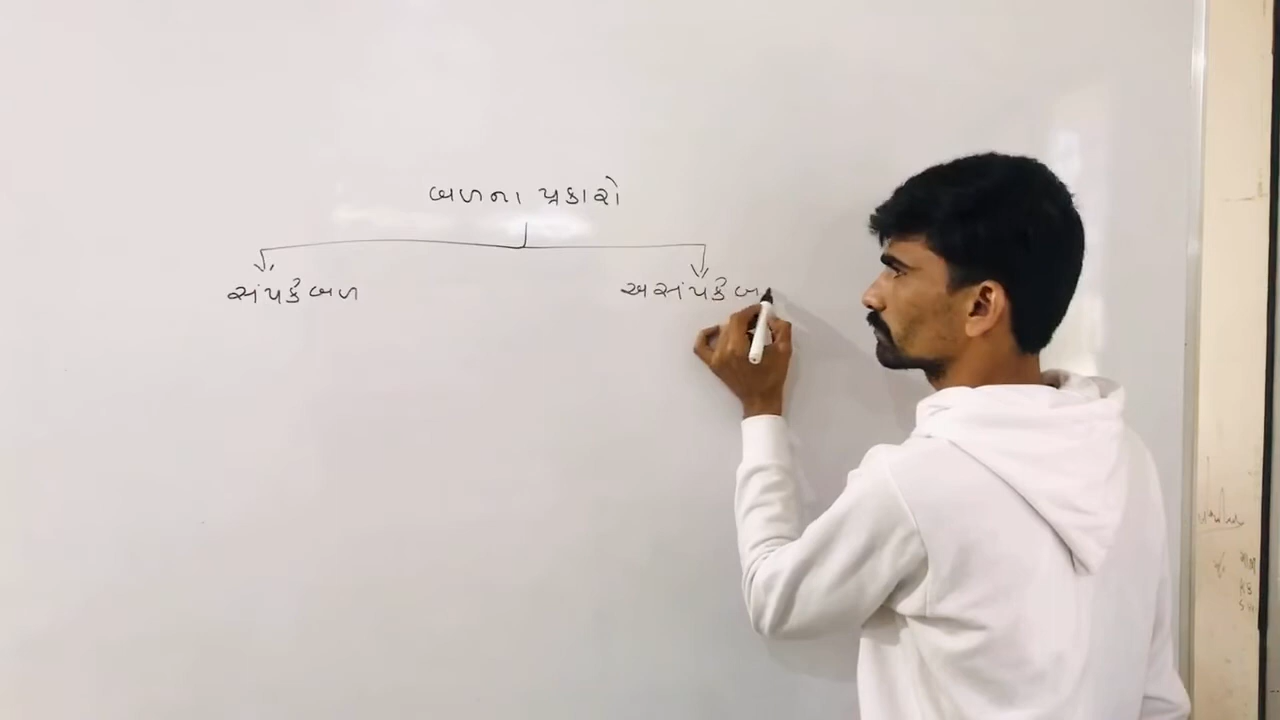 બળના પ્રકારો
સંપર્ક બળ
અસંપર્ક બ